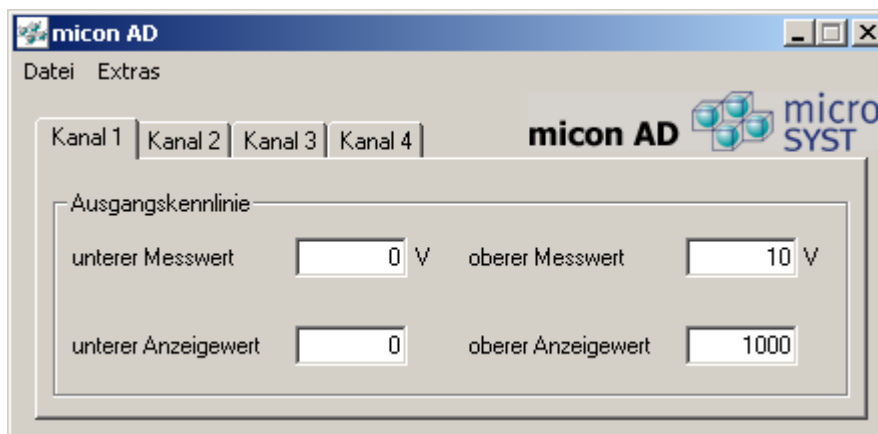 micon AD
Datei Extras
micon AD micro SYST
Kanal 1 Kanal 2 Kanal 3 Kanal 4
Ausgangskennlinie
unterer Messwert 0 V oberer Messwert 10 V
unterer Anzeigewert 0 oberer Anzeigewert 1000